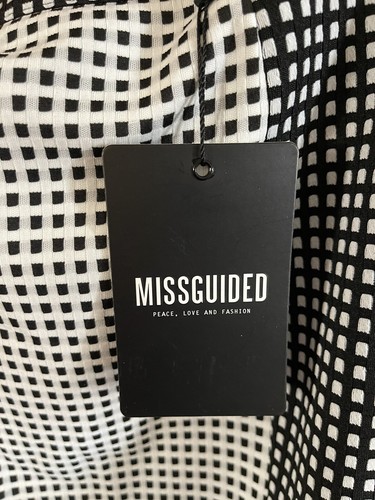 MISSGUIDED
PEACE, LOVE AND FASHION